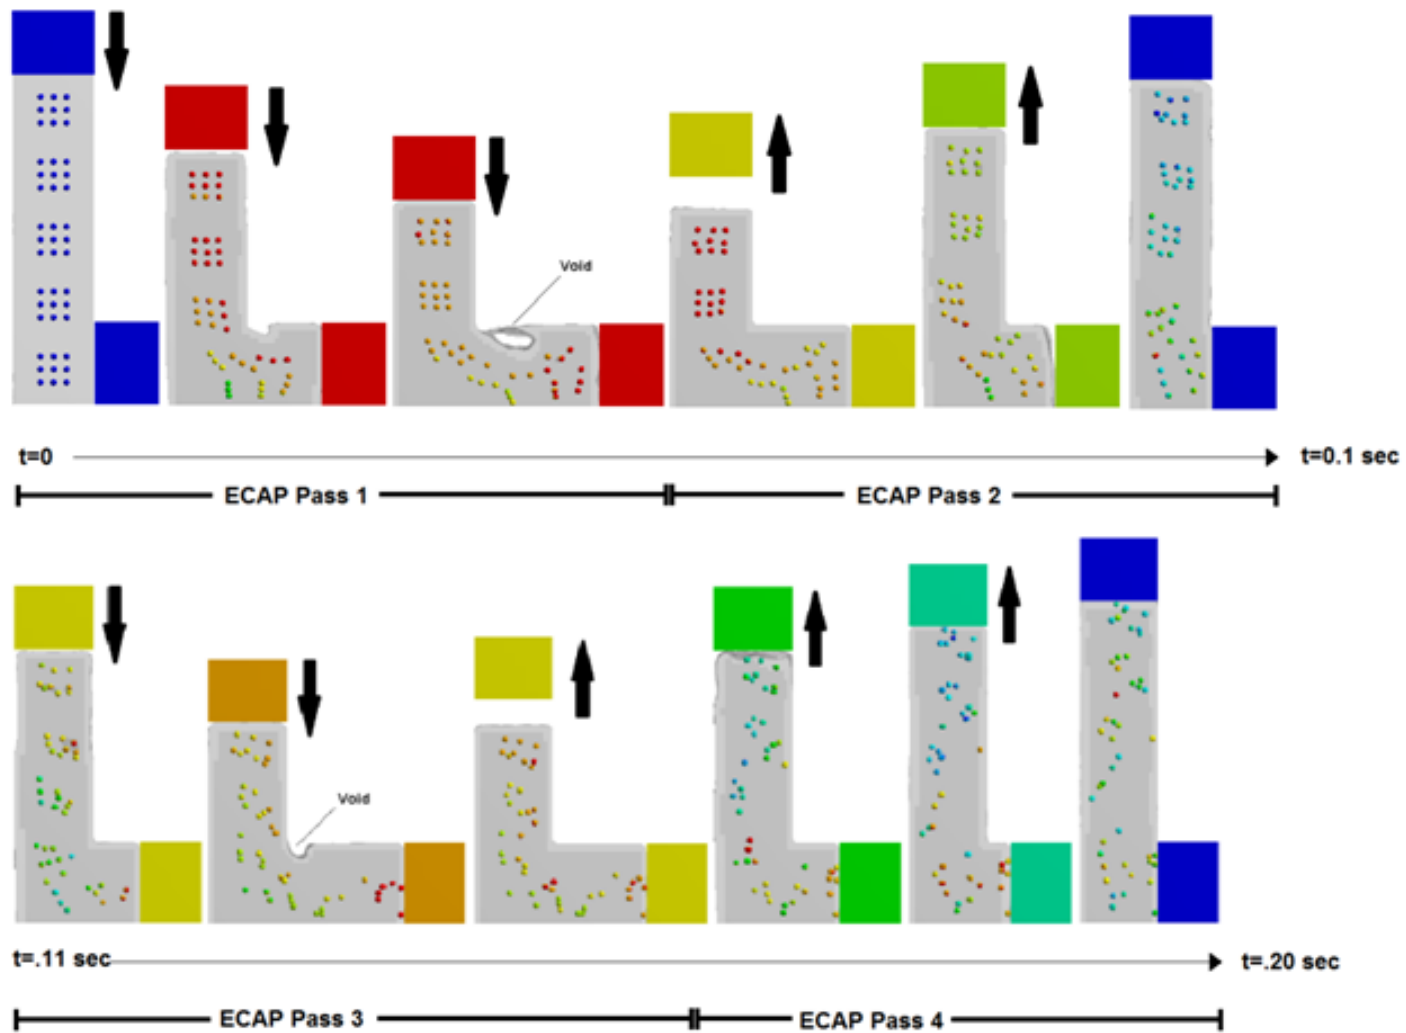 Void
t=0
t=0.1 sec
ECAP Pass 1
ECAP Pass 2
Void
t=.11 sec
t=.20 sec
ECAP Pass 3
ECAP Pass 4